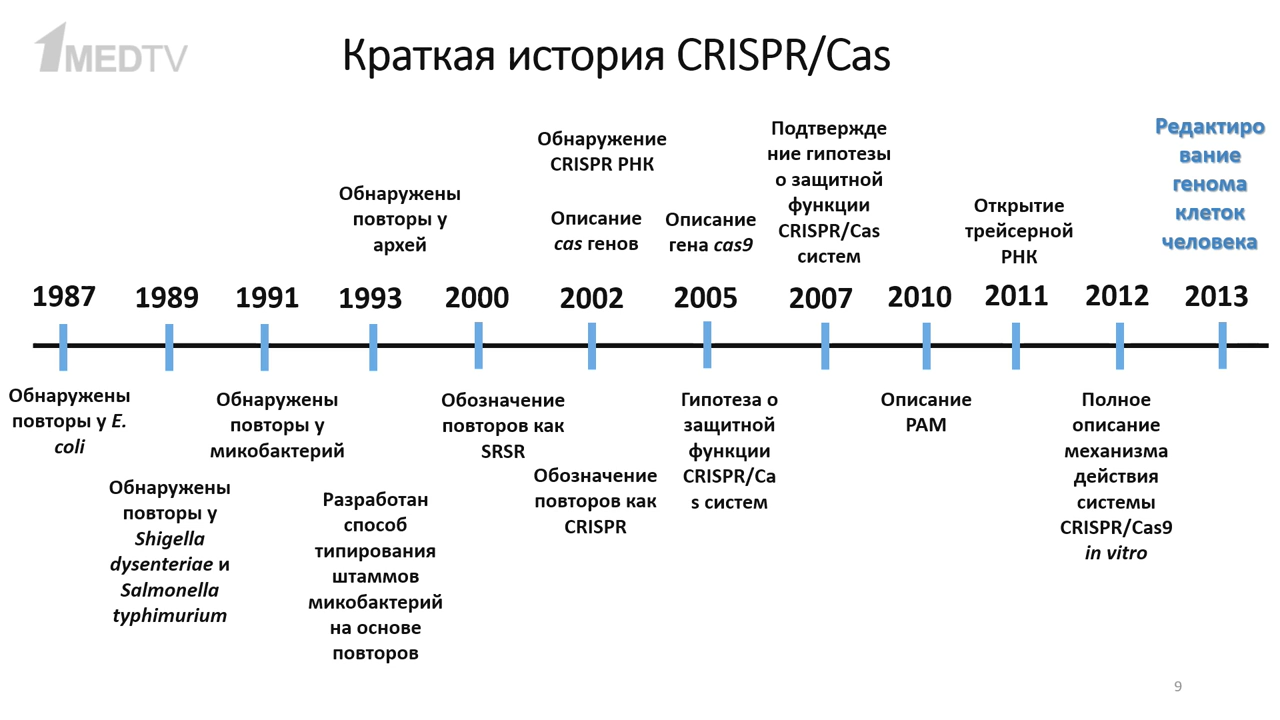 1MEDTV
Краткая история CRISPR/Cas
Обнаружены
повторы у
архей
Обнаружение
CRISPR РНК
Описание
cas генов
Описание
гена cas9
Подтвержде
ние гипотезы
о защитной
функции
CRISPR/Cas
систем
Открытие
трейсерной
РНК
Редактиро
вание
генома
клеток
человека
1987 1989 1991 1993 2000 2002 2005 2007 2010 2011 2012 2013
Обнаружены
повторы у E.
coli
Обнаружены
повторы у
Shigella
dysenteriae и
Salmonella
typhimurium
Обнаружены
повторы у
микобактерий
Разработан
способ
типирования
штаммов
микобактерий
на основе
повторов
Обозначение
повторов как
SRSR
Обозначение
повторов как
CRISPR
Гипотеза о
защитной
функции
CRISPR/Ca
s систем
Описание
PAM
Полное
описание
механизма
действия
системы
CRISPR/Cas9
in vitro
9